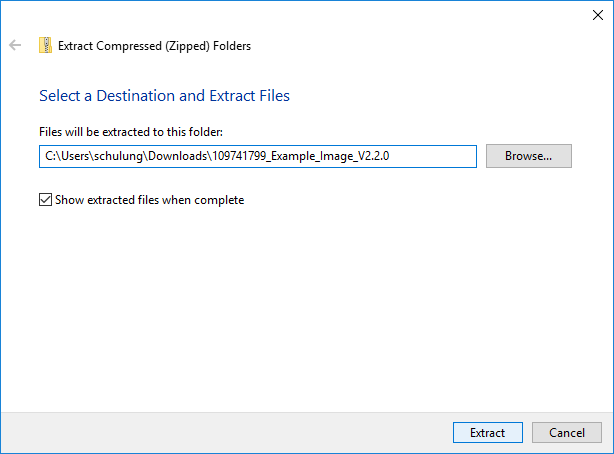 Extract Compressed (Zipped) Folders
Select a Destination and Extract Files
Files will be extracted to this folder:
C:\Users\schulung\Downloads\109741799_Example_Image_V2.2.0
Browse...
Show extracted files when complete
Extract
Cancel